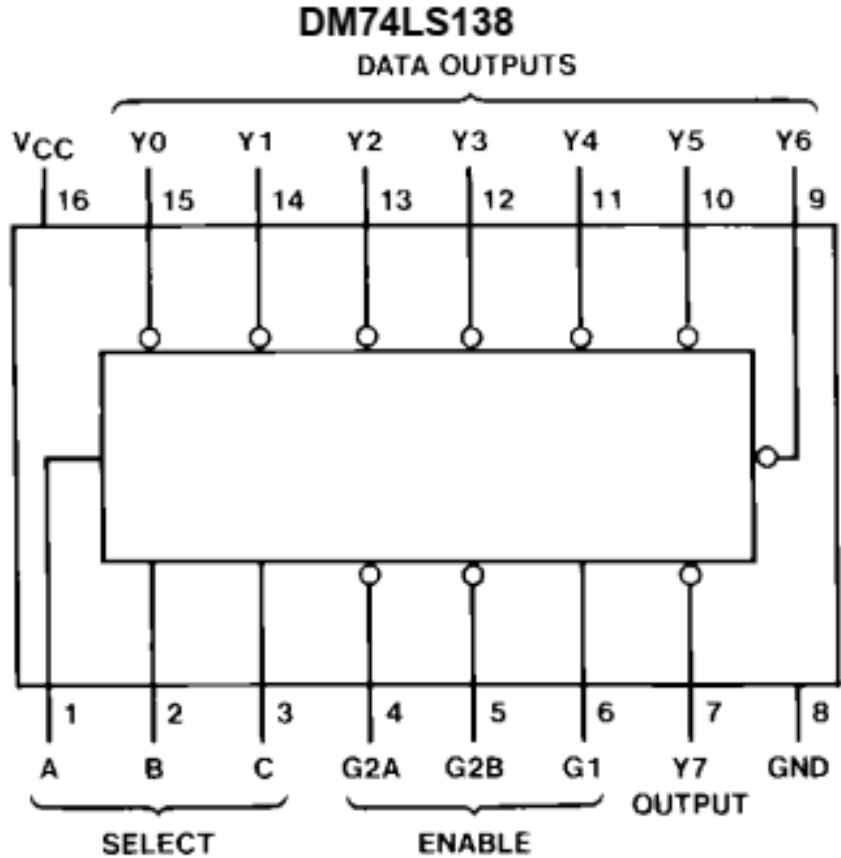 DM74LS138
DATA OUTPUTS
VCC Y0 Y1 Y2 Y3 Y4 Y5 Y6
16 15 14 13 12 11 10 9
1 2 3 4 5 6 7 8
A B C G2A G2B G1 Y7 GND
OUTPUT
SELECT ENABLE